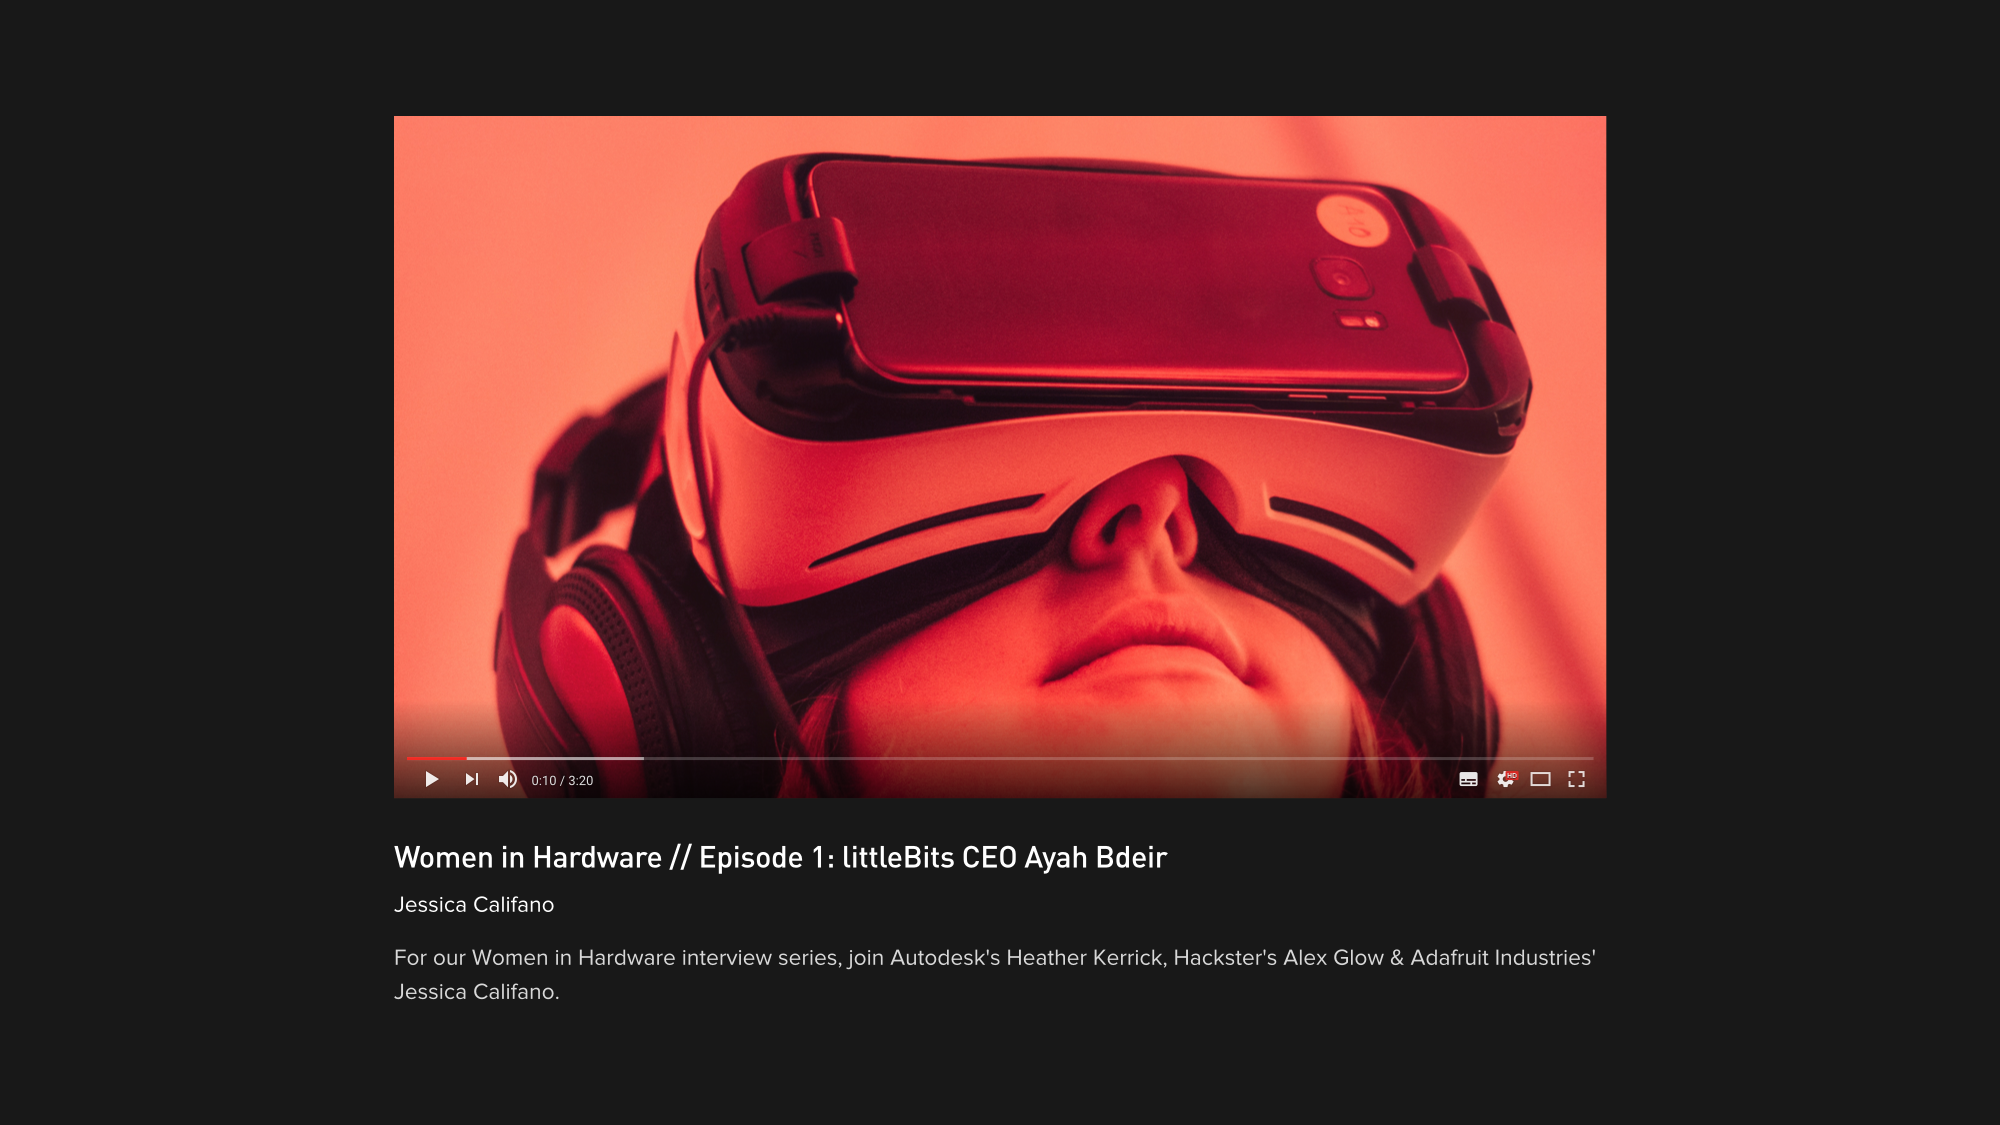 A10
0:10 / 3:20
HD
Women in Hardware // Episode 1: littleBits CEO Ayah Bdeir
Jessica Califano
For our Women in Hardware interview series, join Autodesk's Heather Kerrick, Hackster's Alex Glow & Adafruit Industries'
Jessica Califano.